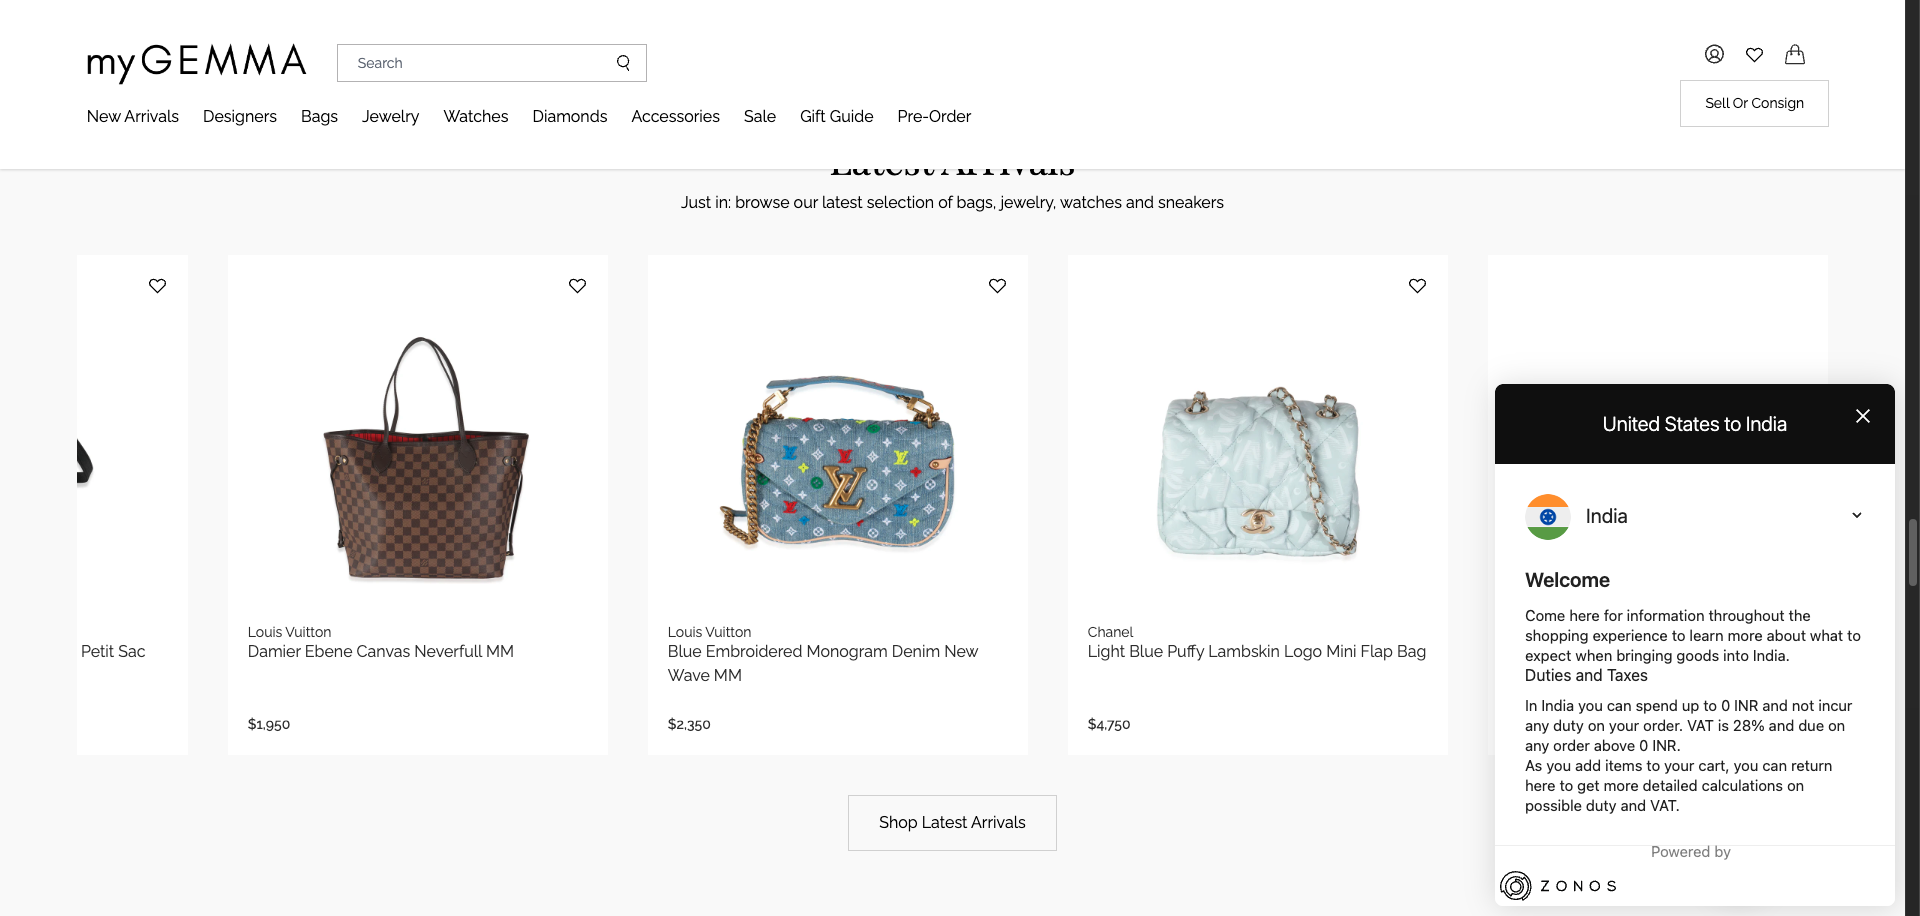 myGEMMA
Search
Sell Or Consign
New Arrivals Designers Bags Jewelry Watches Diamonds Accessories Sale Gift Guide Pre-Order
Latest Arrivals
Just in: browse our latest selection of bags, jewelry, watches and sneakers
Petit Sac
Louis Vuitton
Damier Ebene Canvas Neverfull MM
$1,950
Louis Vuitton
Blue Embroidered Monogram Denim New
Wave MM
$2,350
Chanel
Light Blue Puffy Lambskin Logo Mini Flap Bag
$4,750
Shop Latest Arrivals
United States to India
India
Welcome
Come here for information throughout the
shopping experience to learn more about what to
expect when bringing goods into India.
Duties and Taxes
In India you can spend up to 0 INR and not incur
any duty on your order. VAT is 28% and due on
any order above 0 INR.
As you add items to your cart, you can return
here to get more detailed calculations on
possible duty and VAT.
Powered by
ZONOS